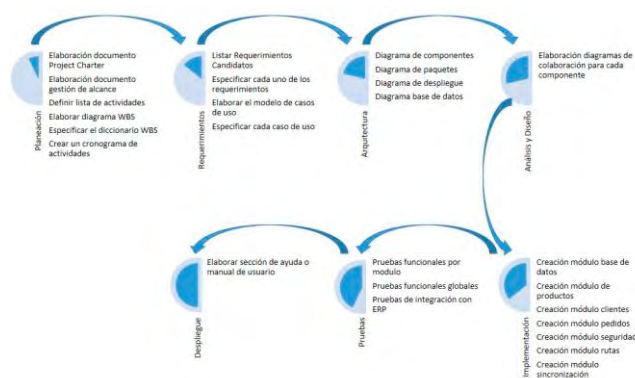 Planeación
Elaboración documento
Project Charter
Elaboración documento
gestión de alcance
Definir lista de actividades
Elaborar diagrama WBS
Especificar el diccionario WBS
Crear un cronograma de
actividades
Requerimientos
Listar Requerimientos
Candidatos
Especificar cada uno de los
requerimientos
Elaborar el modelo de casos
de uso
Especificar cada caso de uso
Arquitectura
Diagrama de componentes
Diagrama de paquetes
Diagrama de despliegue
Diagrama base de datos
Análisis y Diseño
Elaboración diagramas de
colaboración para cada
componente
Despliegue
Elaborar sección de ayuda o
manual de usuario
Pruebas
Pruebas funcionales por
modulo
Pruebas funcionales globales
Pruebas de integración con
ERP
Implementación
Creación módulo base de
datos
Creación módulo de
productos
Creación módulo clientes
Creación módulo pedidos
Creación módulo seguridad
Creación módulo rutas
Creación módulo
sincronización